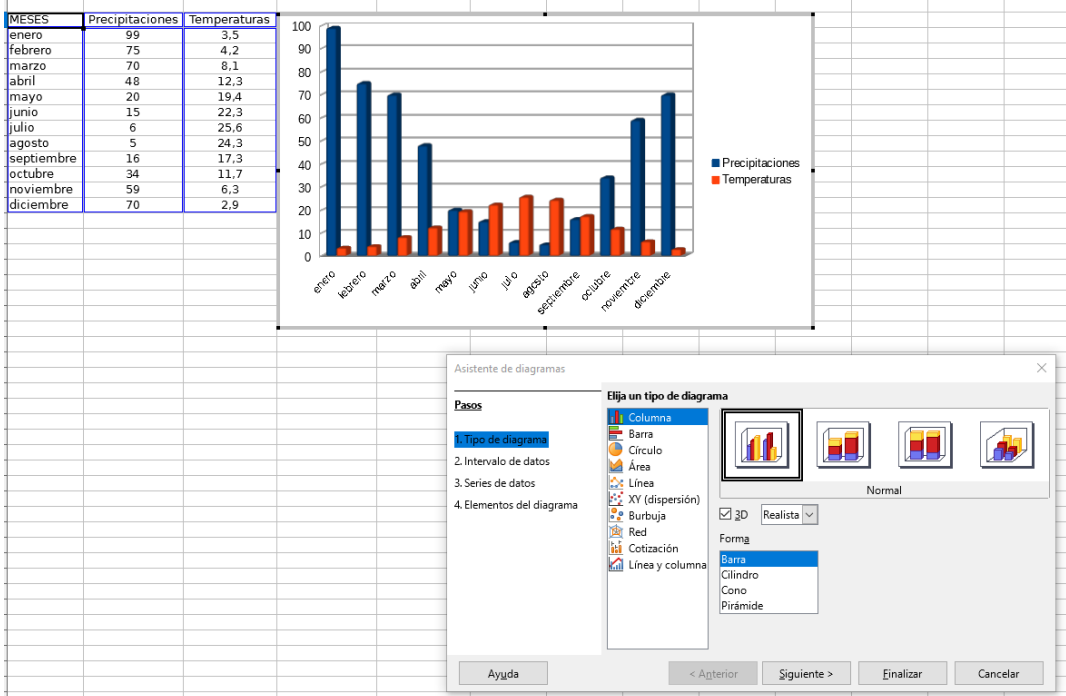 MESES Precipitaciones Temperaturas
enero 99 3,5
febrero 75 4,2
marzo 70 8,1
abril 48 12,3
mayo 20 19,4
junio 15 22,3
julio 6 25,6
agosto 5 24,3
septiembre 16 17,3
octubre 34 11,7
noviembre 59 6,3
diciembre 70 2,9
100
90
80
70
60
50
40
30
20
10
0
enero febrero marzo abril mayo junio julio agosto septiembre octubre noviembre diciembre
Precipitaciones
Temperaturas
Asistente de diagramas
Pasos
1. Tipo de diagrama
2. Intervalo de datos
3. Series de datos
4. Elementos del diagrama
Elija un tipo de diagrama
Columna
Barra
Círculo
Área
Línea
XY (dispersión)
Burbuja
Red
Cotización
Línea y columna
Normal
3D Realista
Forma
Barra
Cilindro
Cono
Pirámide
Ayuda < Anterior Siguiente > Finalizar Cancelar